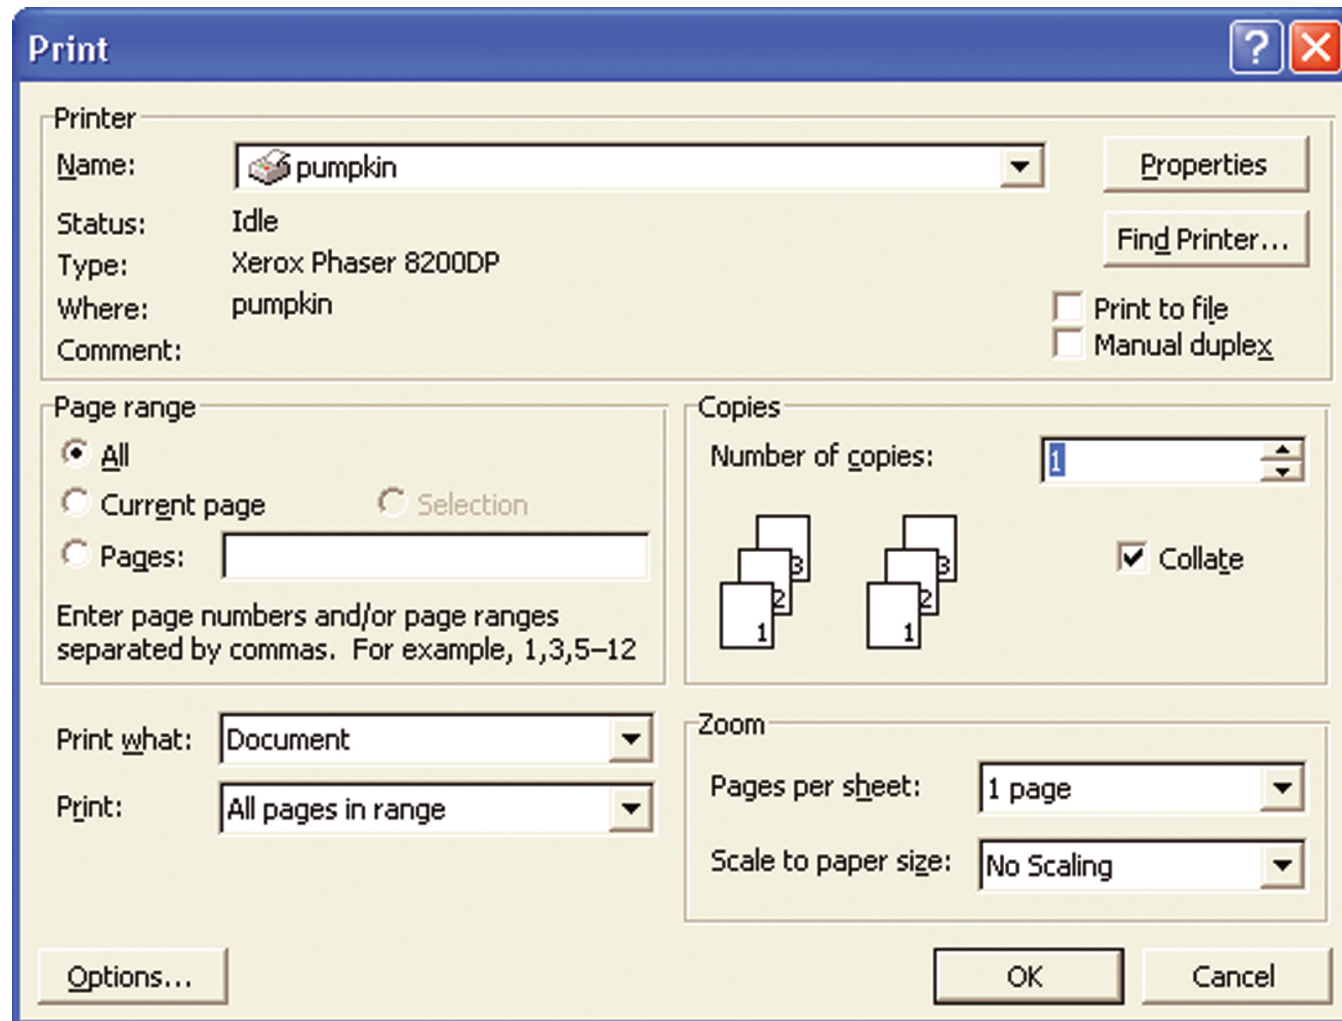 Print
Printer
Name: pumpkin
Properties
Status: Idle
Find Printer...
Type: Xerox Phaser 8200DP
Where: pumpkin
Print to file
Comment:
Manual duplex
Page range
All
Current page Selection
Pages:
Enter page numbers and/or page ranges
separated by commas. For example, 1,3,5–12
Copies
Number of copies: 1
3 3
2 2
1 1
Collate
Print what: Document
Print: All pages in range
Zoom
Pages per sheet: 1 page
Scale to paper size: No Scaling
Options... OK Cancel